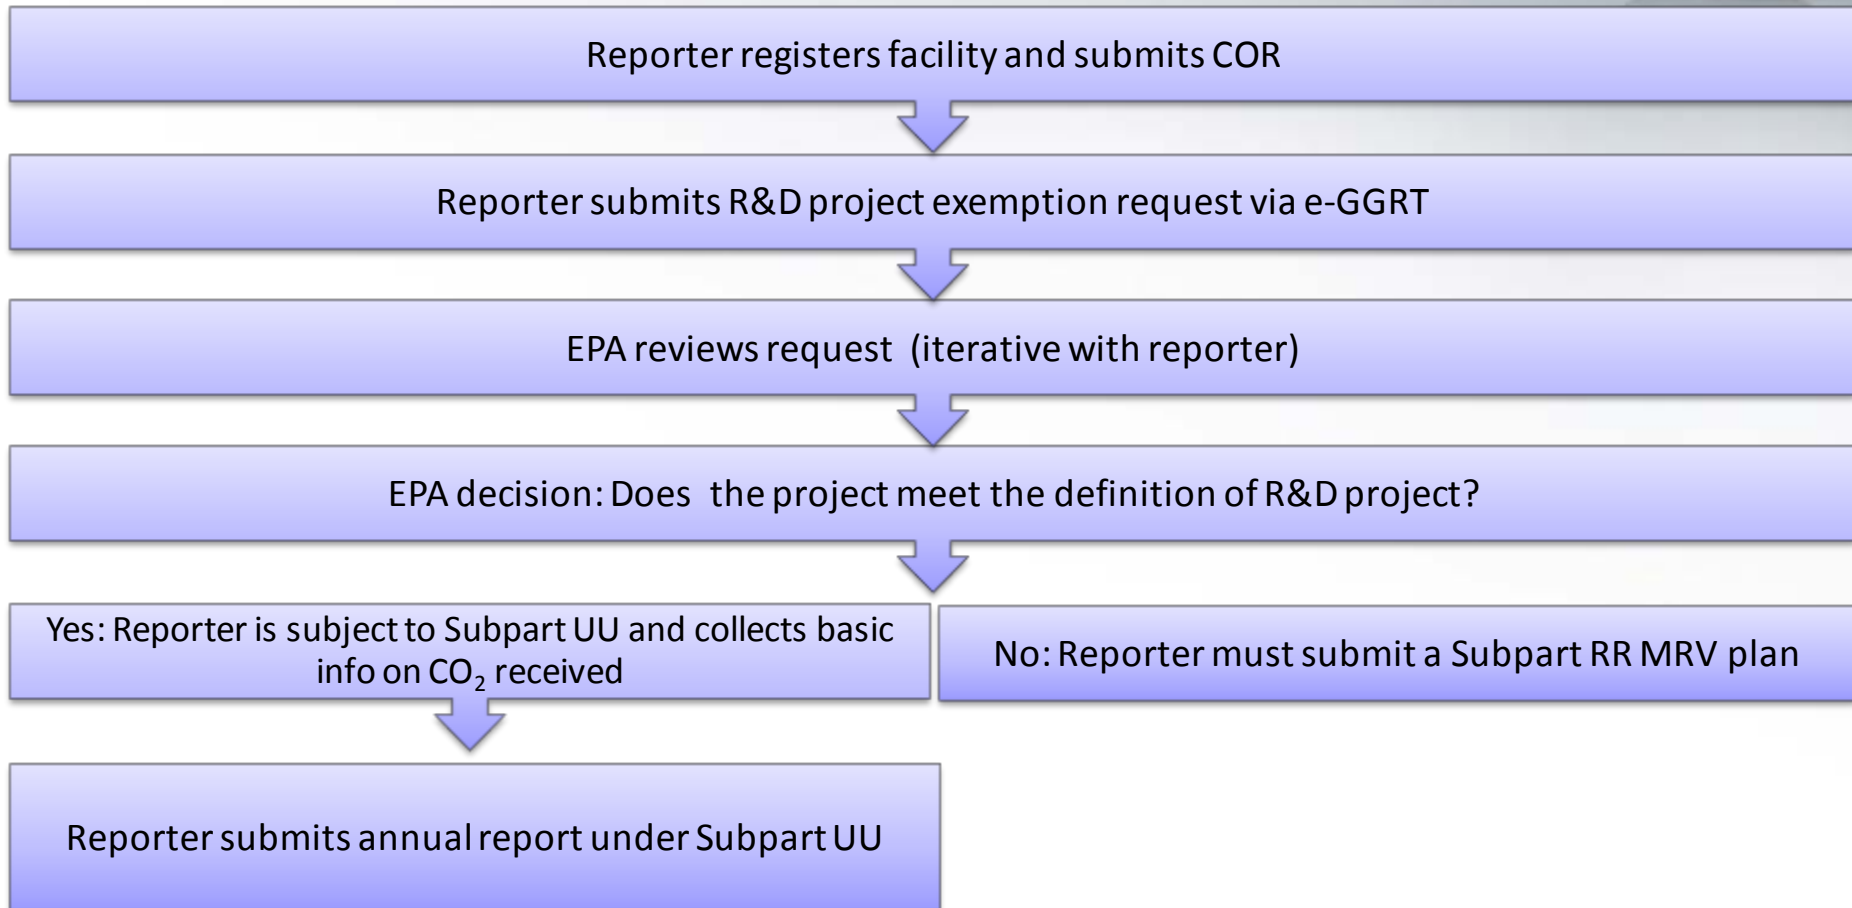 Reporter registers facility and submits COR
Reporter submits R&D project exemption request via e-GGRT
EPA reviews request (iterative with reporter)
EPA decision: Does the project meet the definition of R&D project?
Yes: Reporter is subject to Subpart UU and collects basic
info on CO₂ received
No: Reporter must submit a Subpart RR MRV plan
Reporter submits annual report under Subpart UU